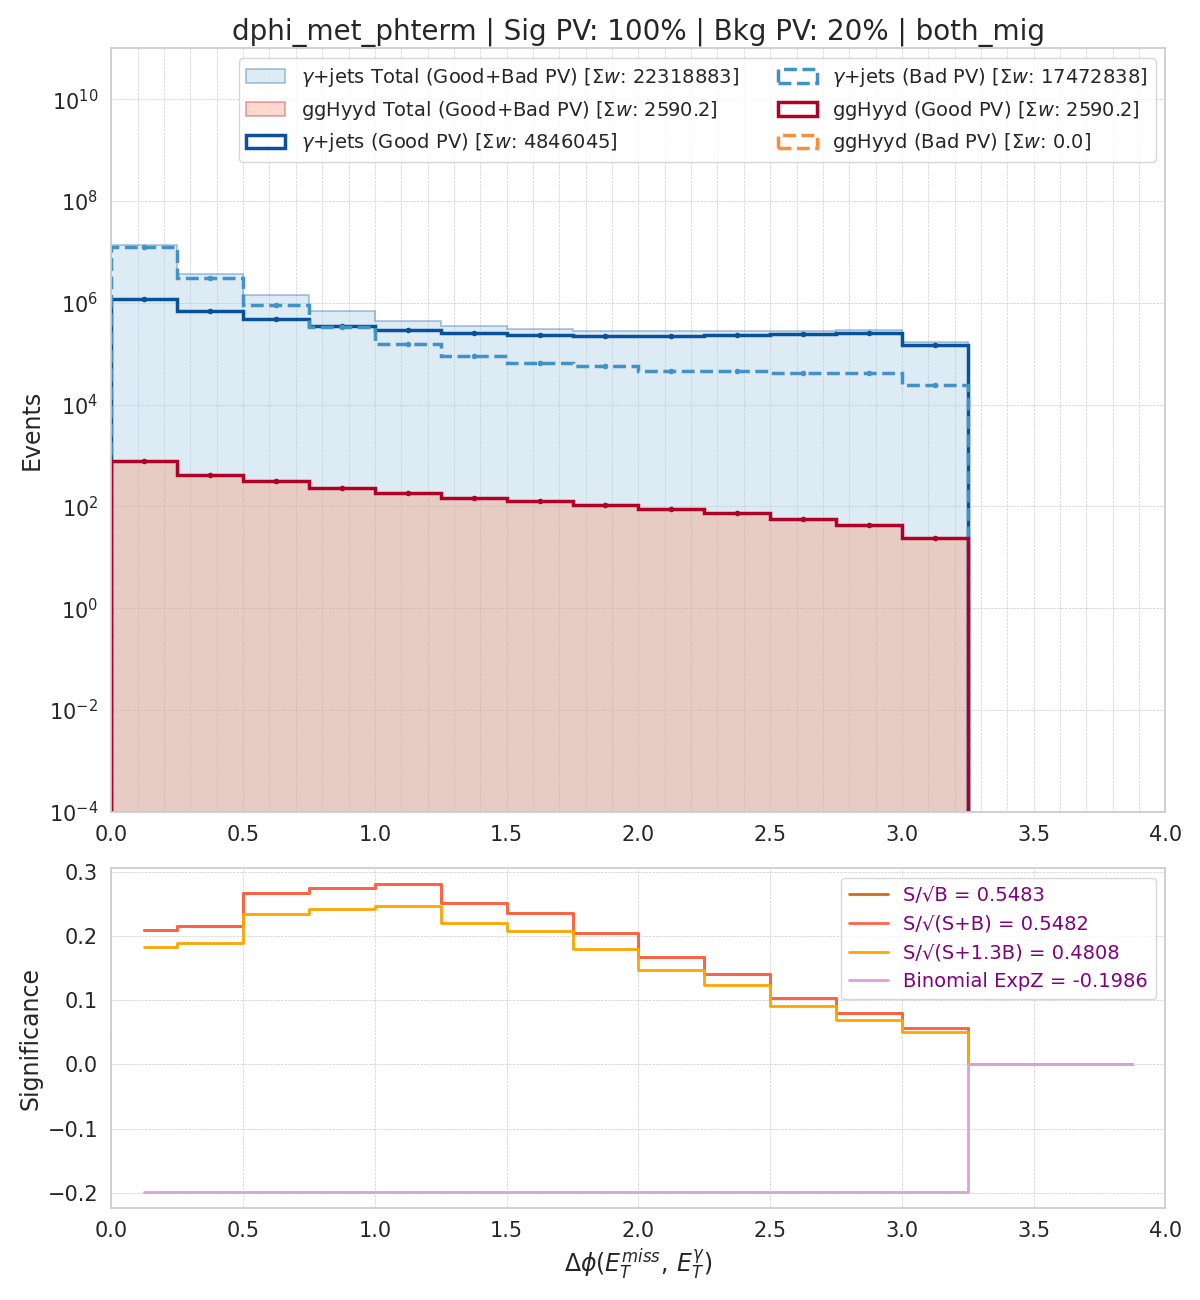 dphi_met_phterm | Sig PV: 100% | Bkg PV: 20% | both_mig
γ+jets Total (Good+Bad PV) [Σw: 22318883]
ggHyyd Total (Good+Bad PV) [Σw: 2590.2]
γ+jets (Good PV) [Σw: 4846045]
γ+jets (Bad PV) [Σw: 17472838]
ggHyyd (Good PV) [Σw: 2590.2]
ggHyyd (Bad PV) [Σw: 0.0]
Events
10^10
10^8
10^6
10^4
10^2
10^0
10^−2
10^−4
0.0 0.5 1.0 1.5 2.0 2.5 3.0 3.5 4.0
Significance
0.3
0.2
0.1
0.0
−0.1
−0.2
S/√B = 0.5483
S/√(S+B) = 0.5482
S/√(S+1.3B) = 0.4808
Binomial ExpZ = -0.1986
0.0 0.5 1.0 1.5 2.0 2.5 3.0 3.5 4.0
Δϕ(E_T^miss, E_T^γ)